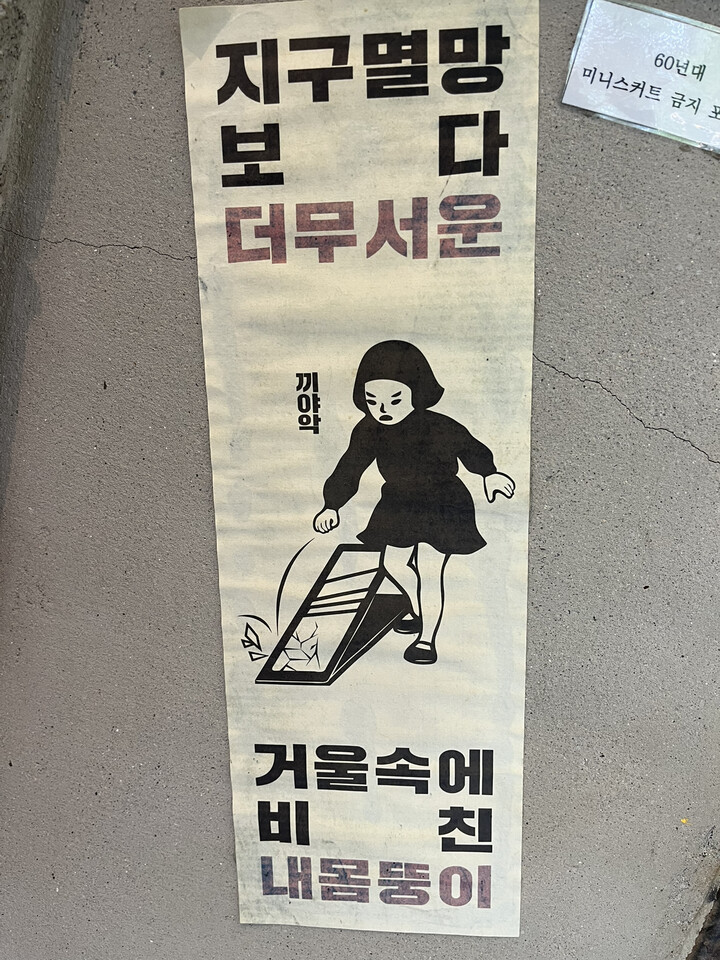 지구멸망
보다
더무서운
끼야악
거울속에
비친
내몸뚱이
60년대
미니스커트 금지